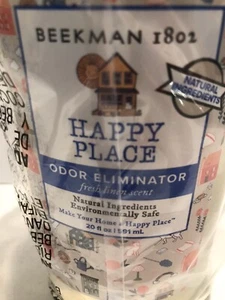 BEEKMAN 1802
NATURAL
INGREDIENTS
HAPPY
PLACE
ODOR ELIMINATOR
fresh linen scent
Natural Ingredients
Environmentally Safe
Make Your Home a "Happy Place"
20 fl oz | 591 mL